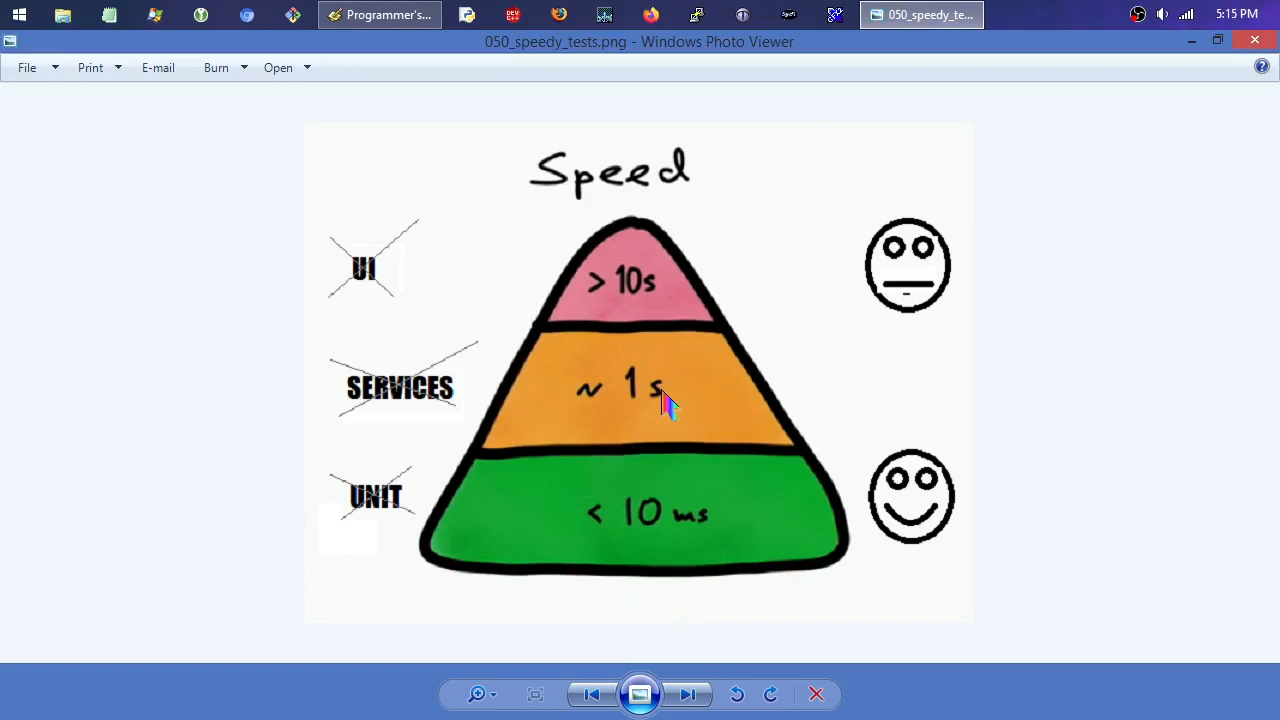 Programmer's...
050_speedy_te...
5:15 PM
050_speedy_tests.png - Windows Photo Viewer
File Print E-mail Burn Open
Speed
UI
> 10s
SERVICES
~ 1 s
UNIT
< 10 ms